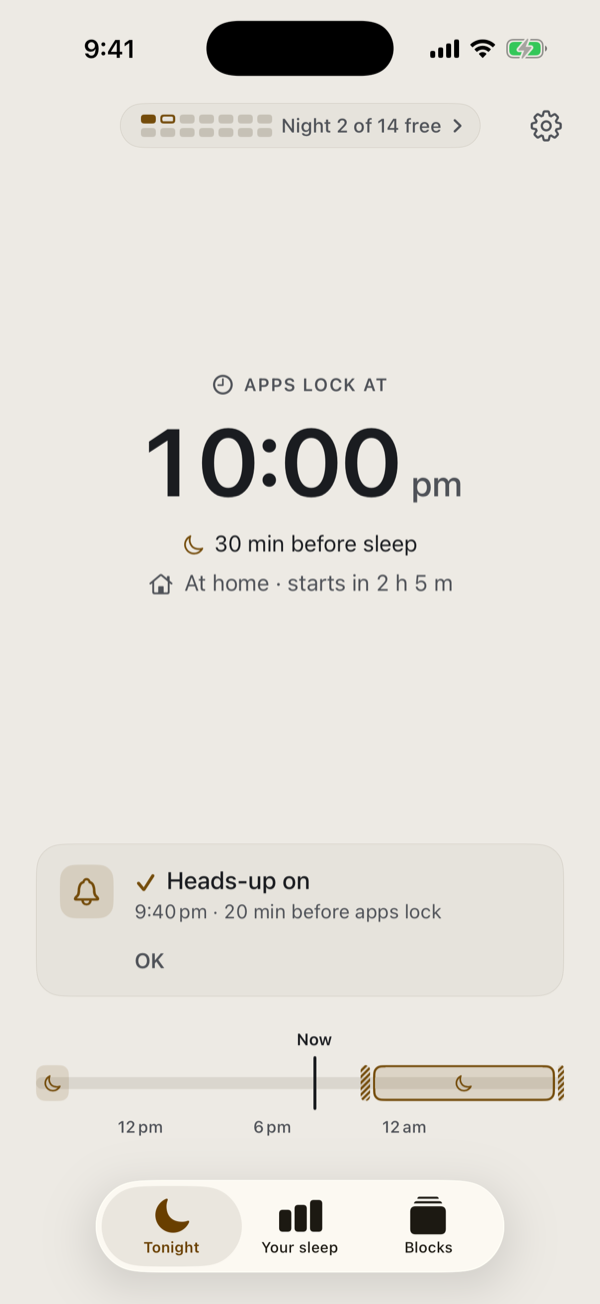 9:41
Night 2 of 14 free
APPS LOCK AT
10:00 pm
30 min before sleep
At home · starts in 2 h 5 m
Heads-up on
9:40 pm · 20 min before apps lock
OK
Now
12 pm 6 pm 12 am
Tonight Your sleep Blocks